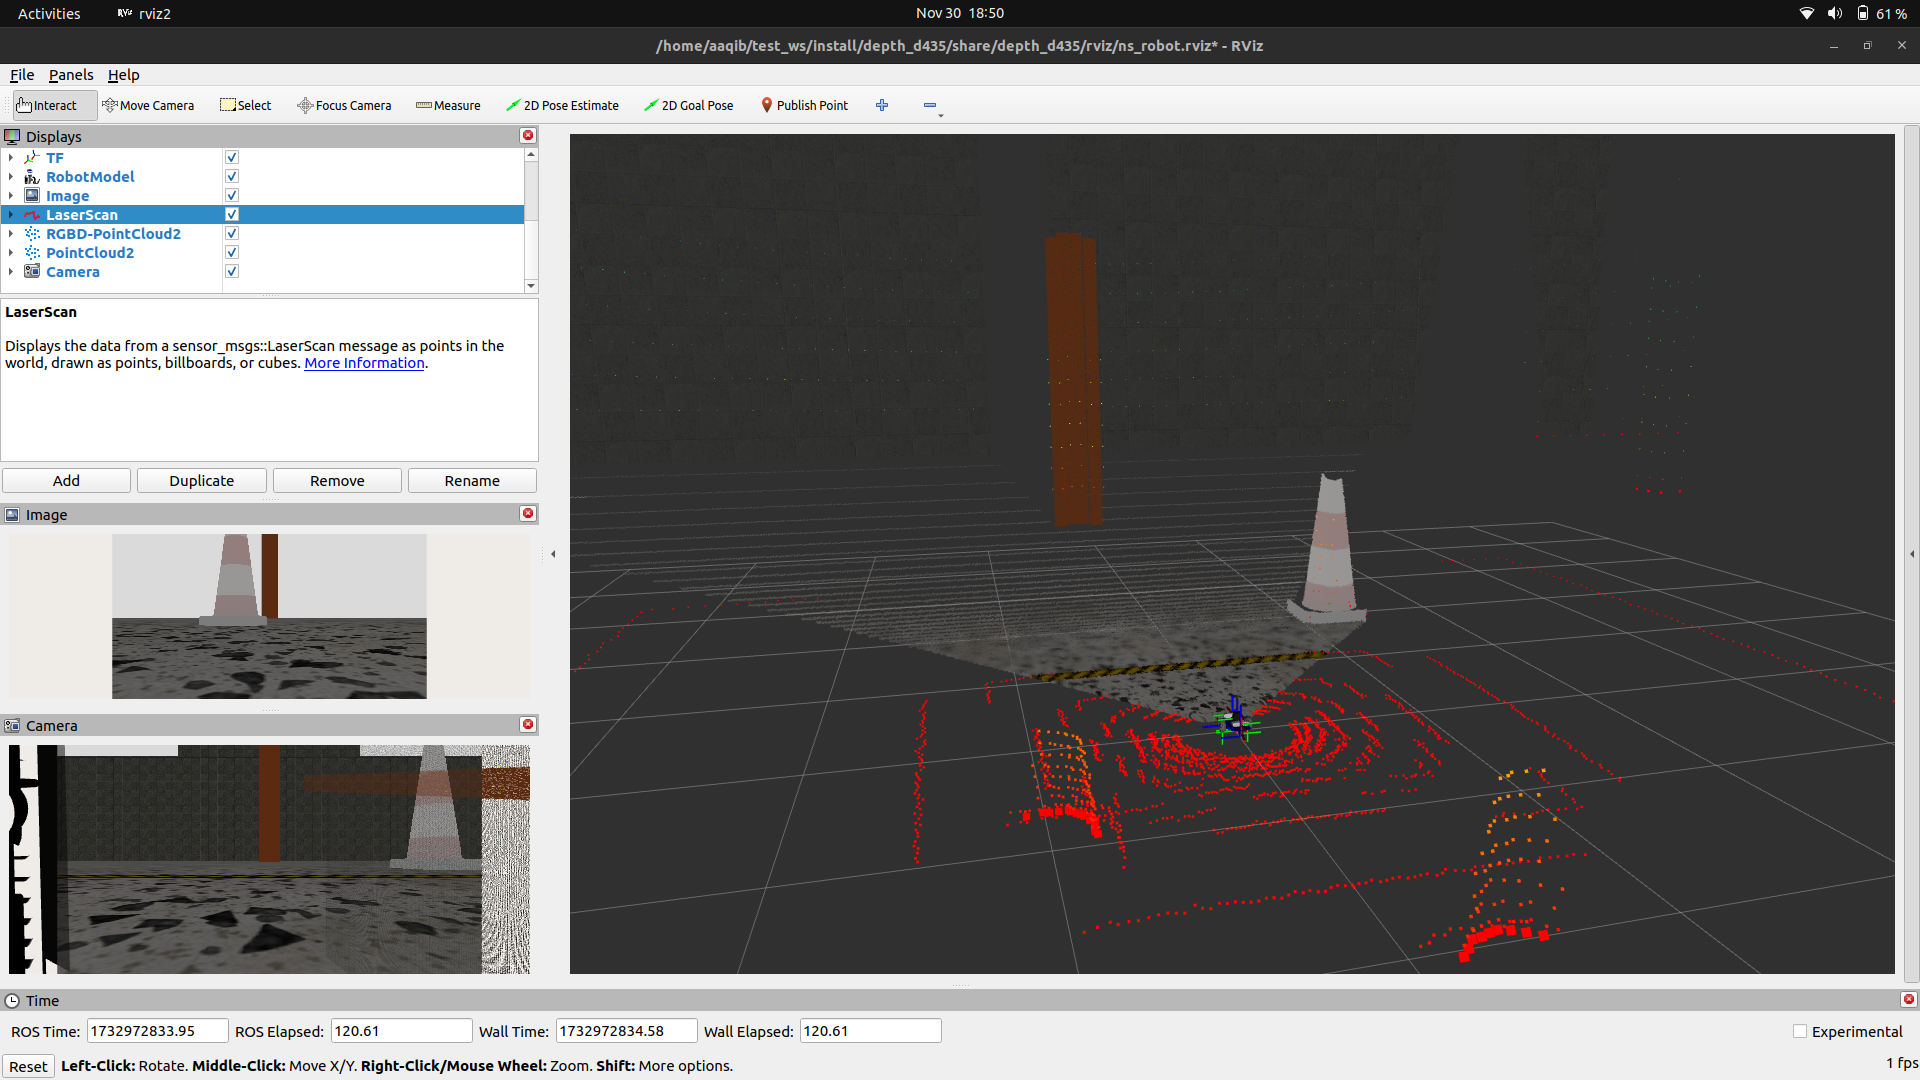 Activities
RViz
rviz2
Nov 30 18:50
61 %
/home/aaqib/test_ws/install/depth_d435/share/depth_d435/rviz/ns_robot.rviz* - RViz
File Panels Help
Interact Move Camera Select Focus Camera Measure 2D Pose Estimate 2D Goal Pose Publish Point
Displays
TF
RobotModel
Image
LaserScan
RGBD-PointCloud2
PointCloud2
Camera
LaserScan
Displays the data from a sensor_msgs::LaserScan message as points in the
world, drawn as points, billboards, or cubes. More Information.
Add Duplicate Remove Rename
Image
Camera
Time
ROS Time: 1732972833.95 ROS Elapsed: 120.61 Wall Time: 1732972834.58 Wall Elapsed: 120.61 Experimental
Reset Left-Click: Rotate. Middle-Click: Move X/Y. Right-Click/Mouse Wheel: Zoom. Shift: More options. 1 fps